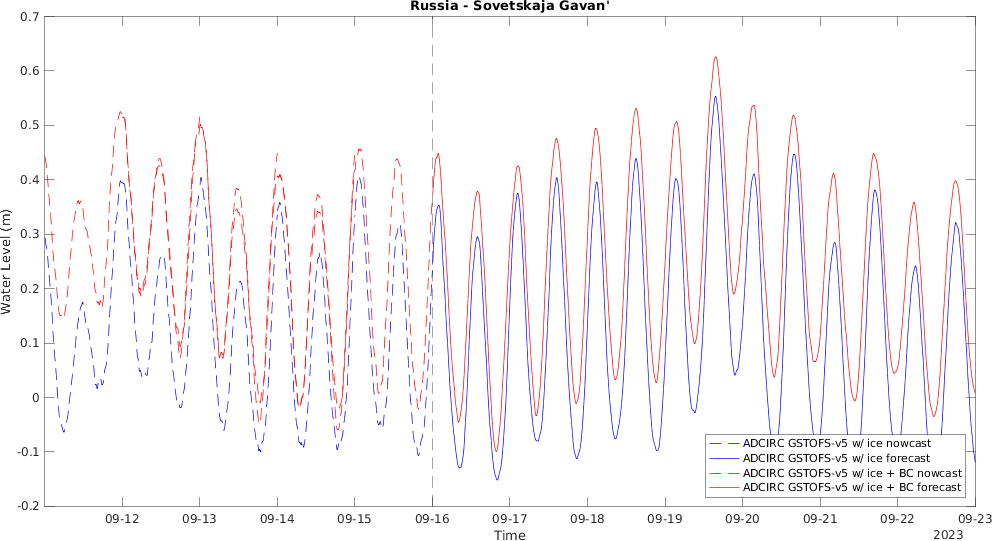 Russia - Sovetskaja Gavan'
0.7
0.6
0.5
0.4
0.3
0.2
0.1
0
-0.1
-0.2
Water Level (m)
09-12 09-13 09-14 09-15 09-16 09-17 09-18 09-19 09-20 09-21 09-22 09-23
Time
2023
ADCIRC GSTOFS-v5 w/ ice nowcast
ADCIRC GSTOFS-v5 w/ ice forecast
ADCIRC GSTOFS-v5 w/ ice + BC nowcast
ADCIRC GSTOFS-v5 w/ ice + BC forecast